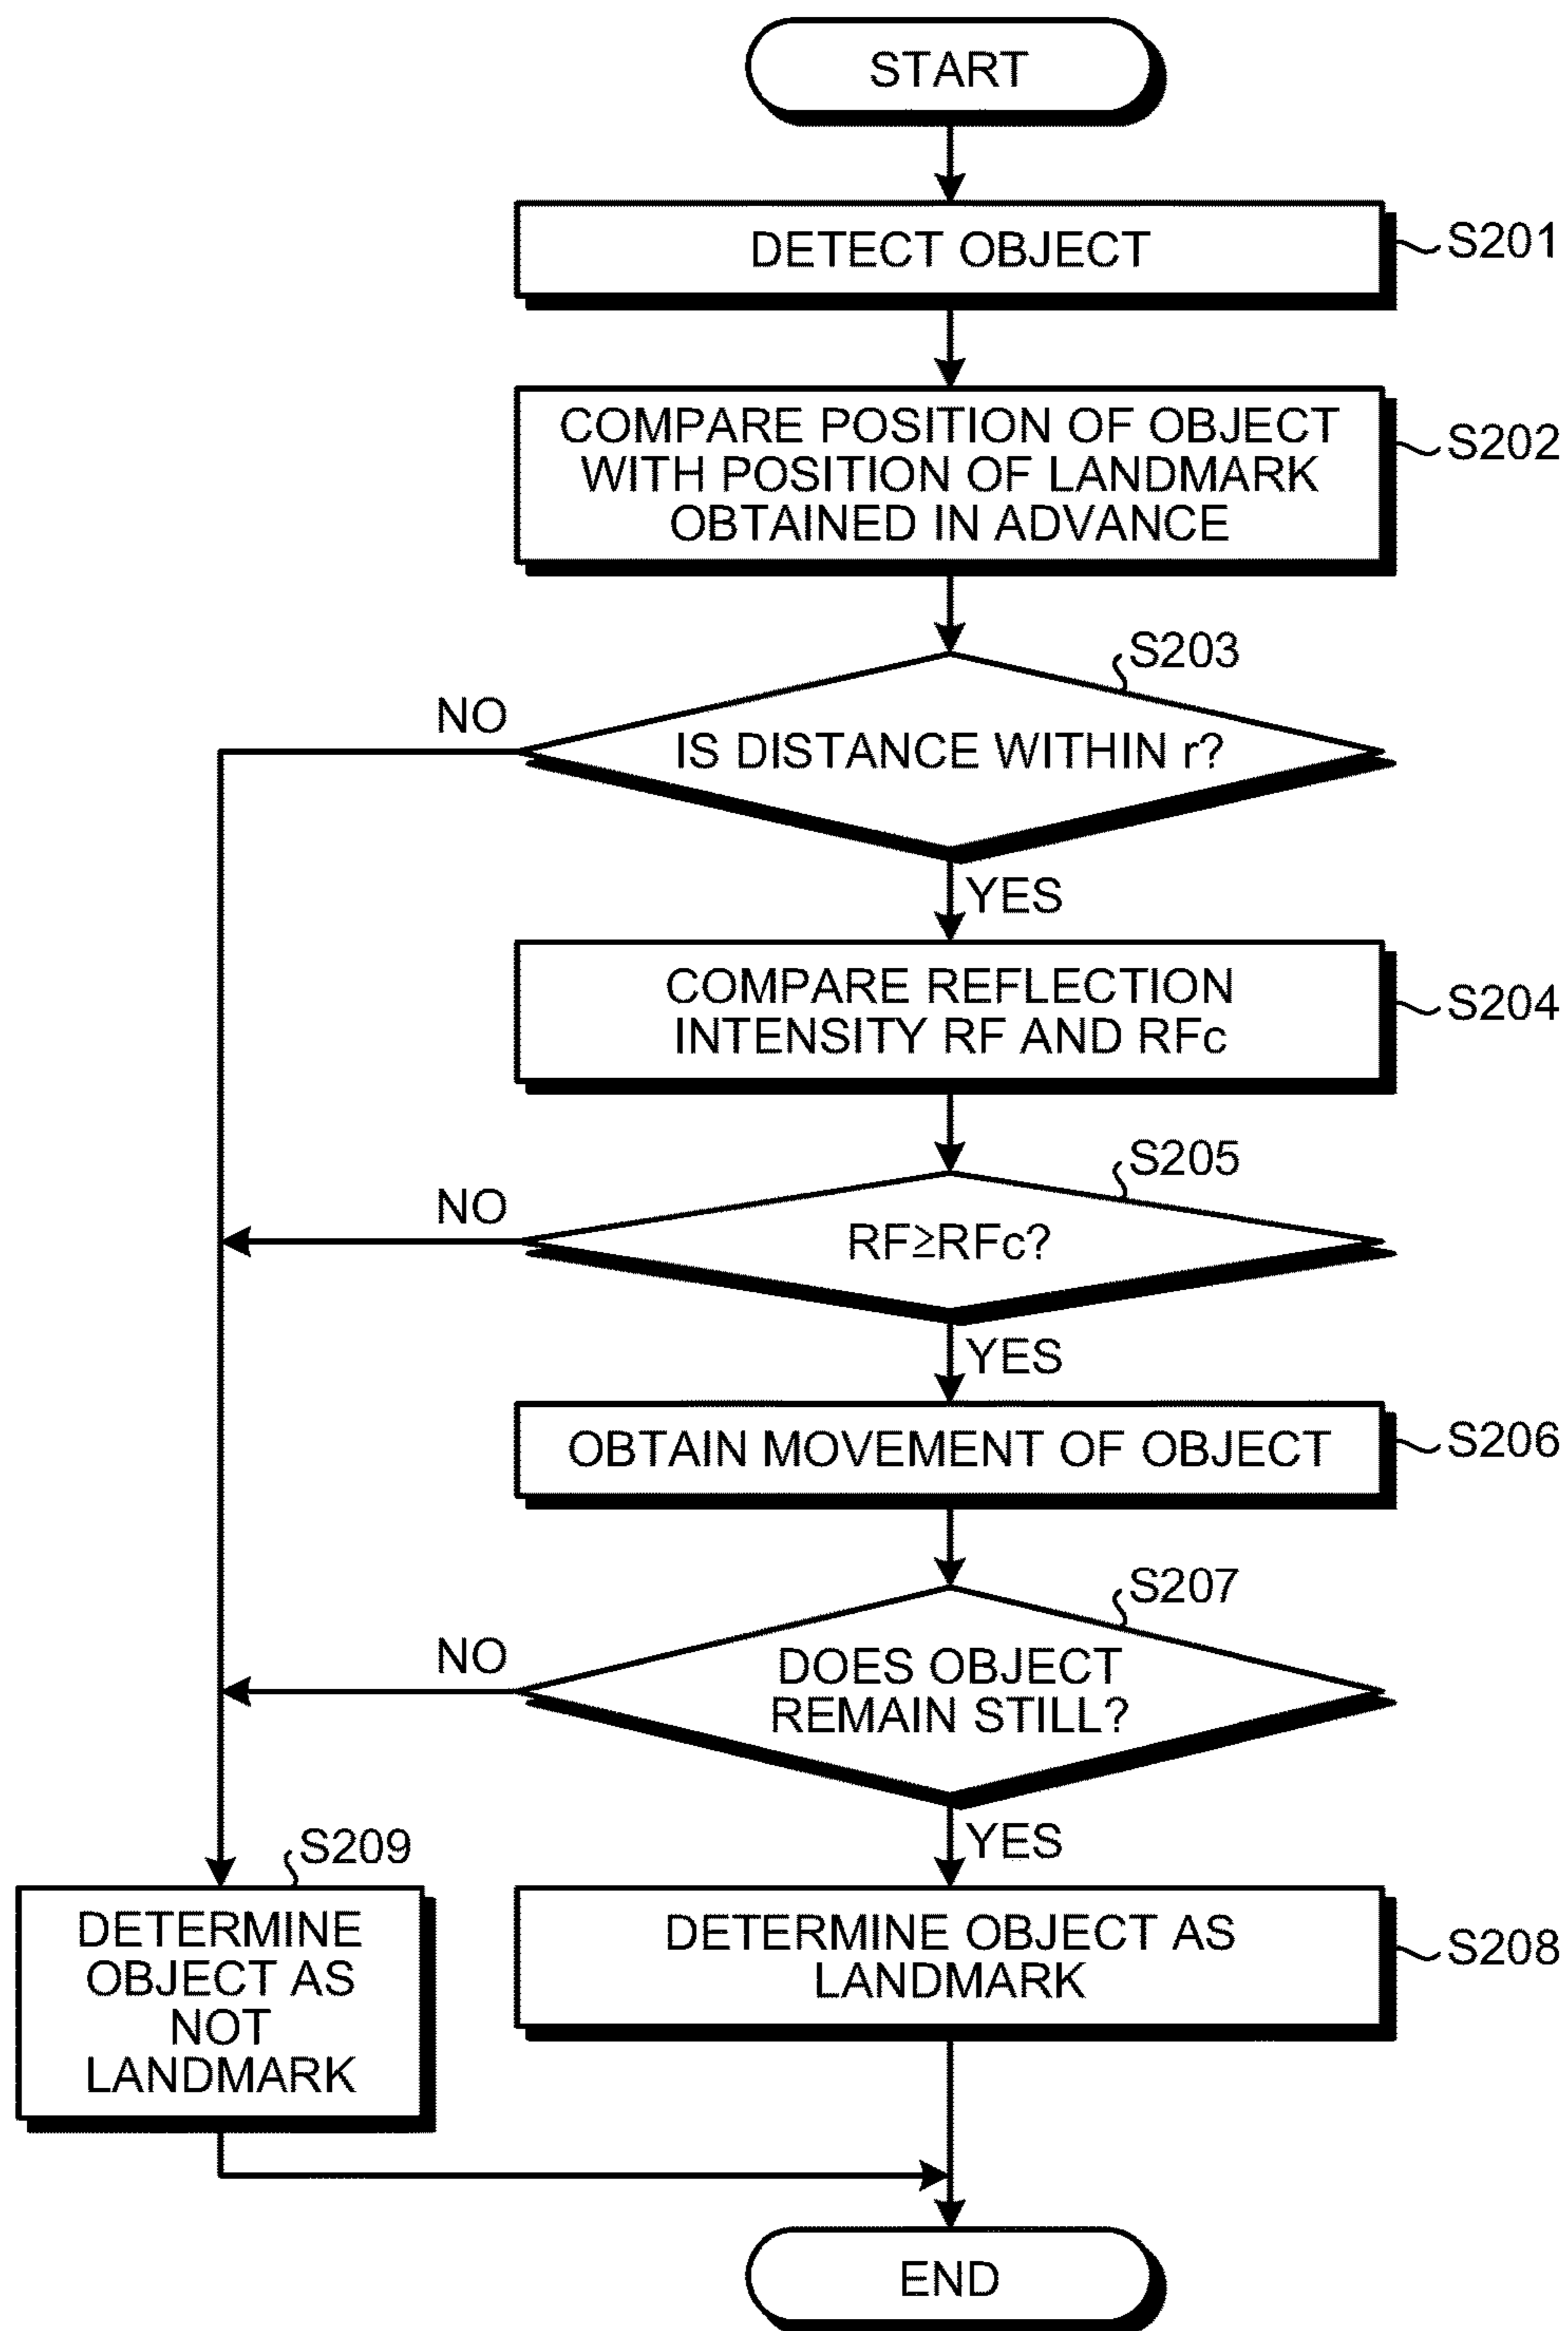 START
DETECT OBJECT
S201
COMPARE POSITION OF OBJECT
WITH POSITION OF LANDMARK
OBTAINED IN ADVANCE
S202
S203
NO
IS DISTANCE WITHIN r?
YES
COMPARE REFLECTION
INTENSITY RF AND RFc
S204
S205
NO
RF≧RFc?
YES
OBTAIN MOVEMENT OF OBJECT
S206
S207
NO
DOES OBJECT
REMAIN STILL?
YES
S209
DETERMINE
OBJECT AS
NOT
LANDMARK
DETERMINE OBJECT AS
LANDMARK
S208
END